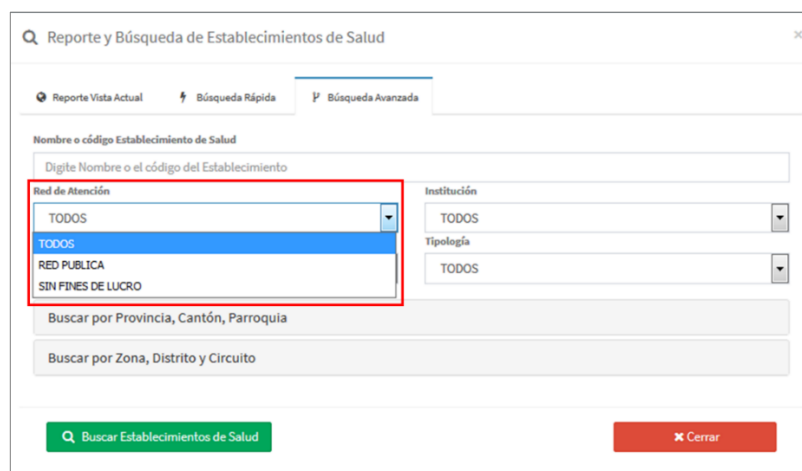 Reporte y Búsqueda de Establecimientos de Salud
×
Reporte Vista Actual
Búsqueda Rápida
Búsqueda Avanzada
Nombre o código Establecimiento de Salud
Digite Nombre o el código del Establecimiento
Red de Atención
TODOS
TODOS
RED PUBLICA
SIN FINES DE LUCRO
Institución
TODOS
Tipología
TODOS
Buscar por Provincia, Cantón, Parroquia
Buscar por Zona, Distrito y Circuito
Buscar Establecimientos de Salud
Cerrar